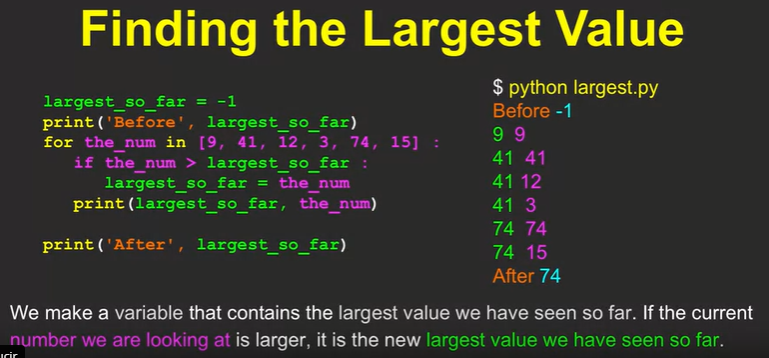 Finding the Largest Value
largest_so_far = -1
print('Before', largest_so_far)
for the_num in [9, 41, 12, 3, 74, 15] :
   if the_num > largest_so_far :
      largest_so_far = the_num
   print(largest_so_far, the_num)
print('After', largest_so_far)
$ python largest.py
Before -1
9 9
41 41
41 12
41 3
74 74
74 15
After 74
We make a variable that contains the largest value we have seen so far. If the current
number we are looking at is larger, it is the new largest value we have seen so far.